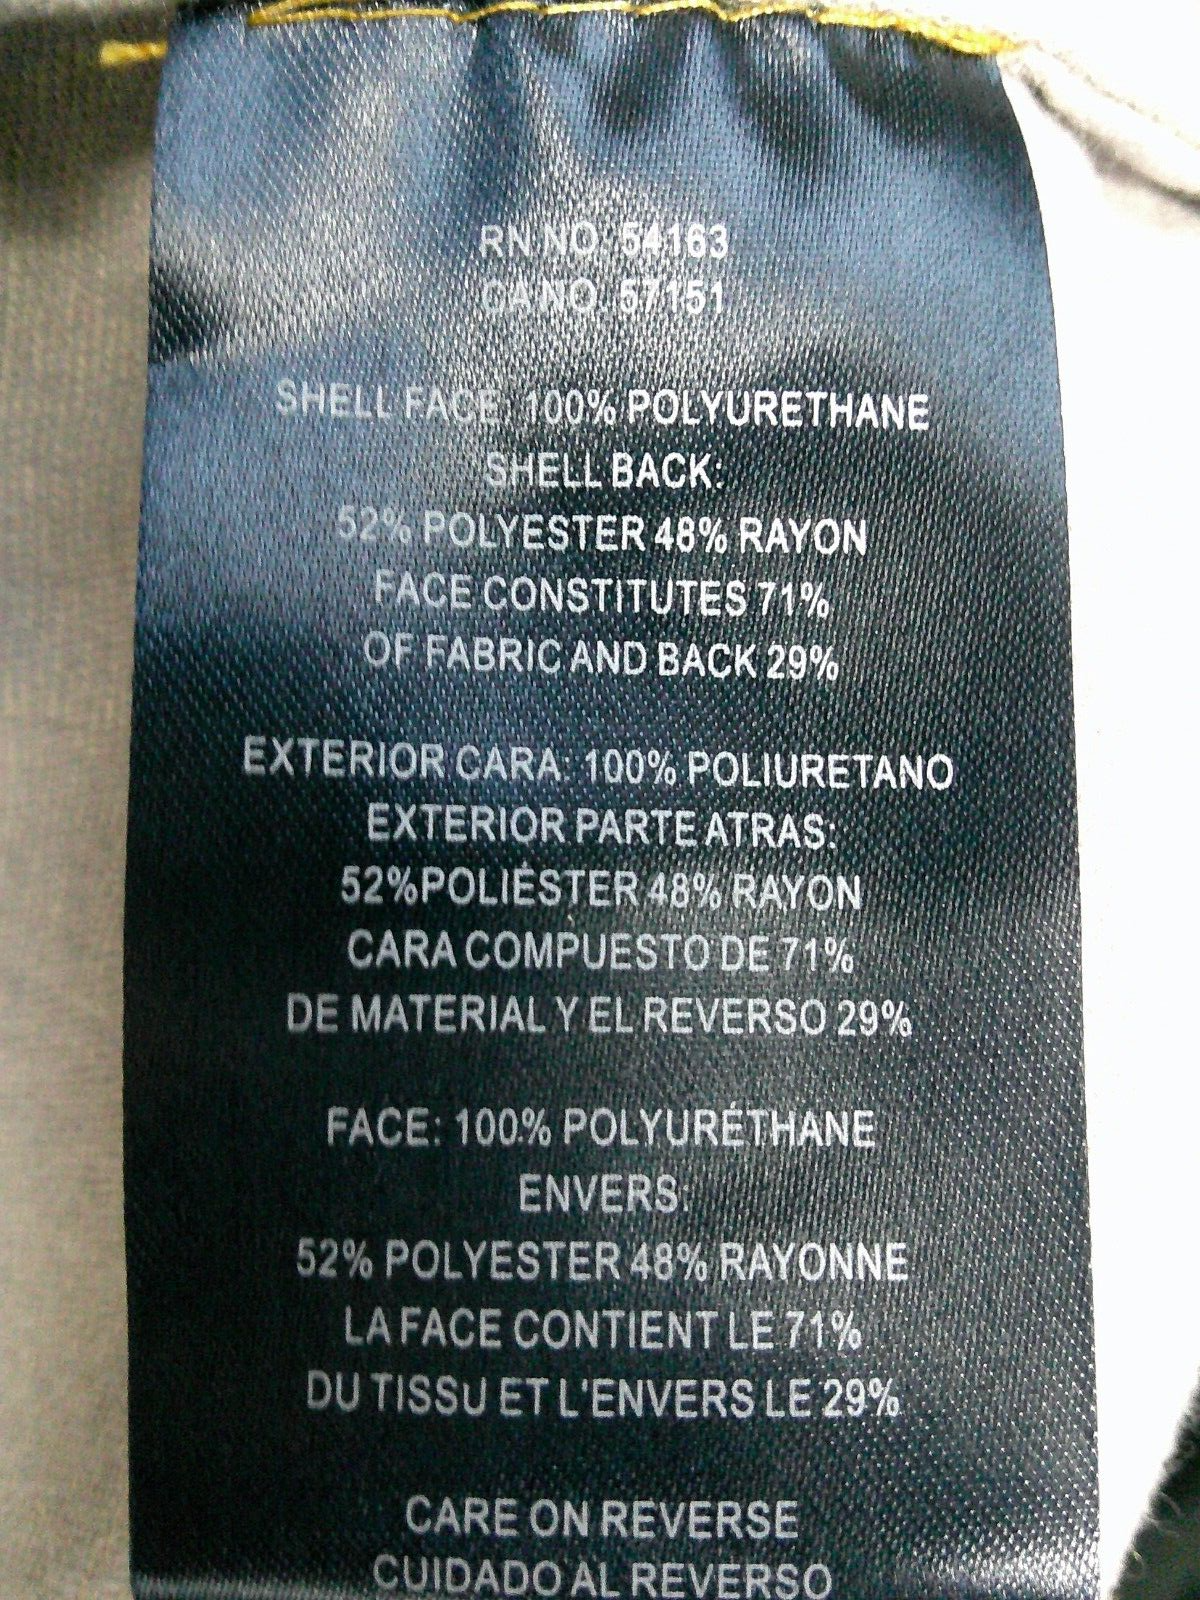 RN NO. 54163
CA NO. 57151
SHELL FACE: 100% POLYURETHANE
SHELL BACK:
52% POLYESTER 48% RAYON
FACE CONSTITUTES 71%
OF FABRIC AND BACK 29%
EXTERIOR CARA: 100% POLIURETANO
EXTERIOR PARTE ATRAS:
52%POLIÉSTER 48% RAYON
CARA COMPUESTO DE 71%
DE MATERIAL Y EL REVERSO 29%
FACE: 100% POLYURÉTHANE
ENVERS:
52% POLYESTER 48% RAYONNE
LA FACE CONTIENT LE 71%
DU TISSU ET L'ENVERS LE 29%
CARE ON REVERSE
CUIDADO AL REVERSO